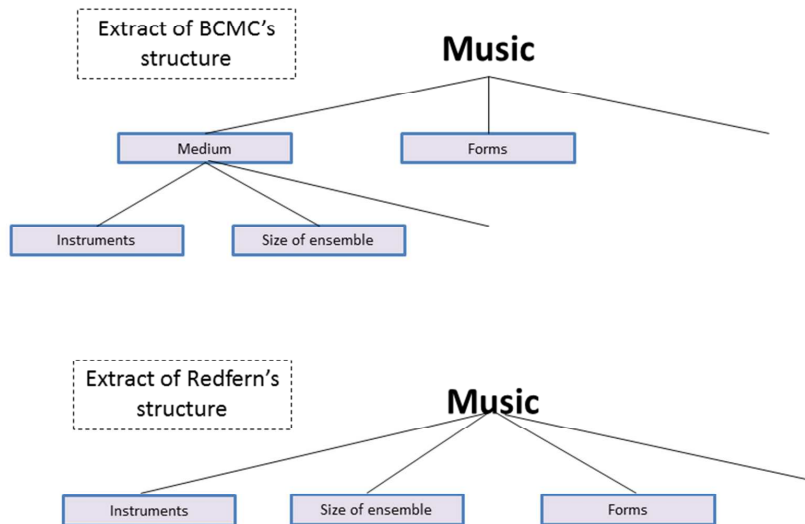 Extract of BCMC’s
structure
Music
Medium
Forms
Instruments
Size of ensemble
Extract of Redfern’s
structure
Music
Instruments
Size of ensemble
Forms